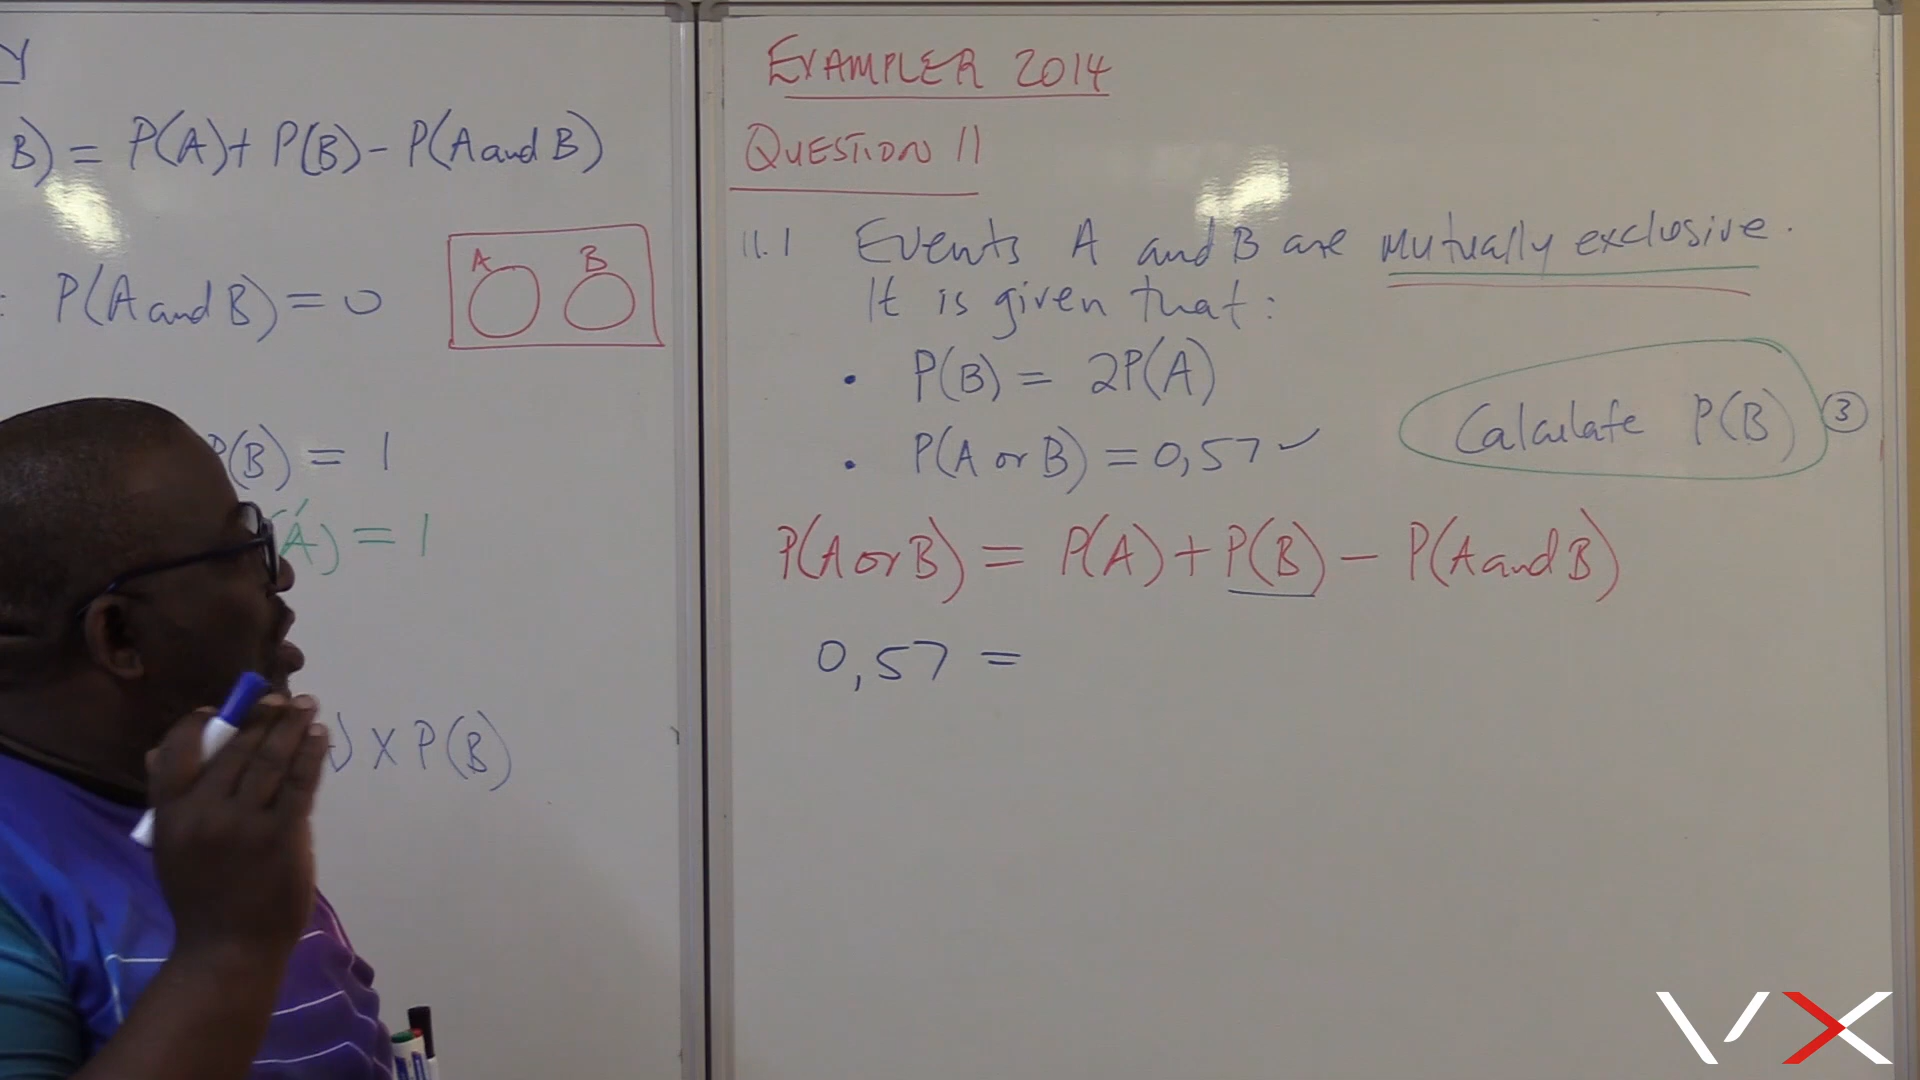 Y
B) = P(A) + P(B) - P(A and B)
: P(A and B) = 0
A B
P(B) = 1
(A') = 1
) X P(B)
EXAMPLER 2014
QUESTION 11
11.1 Events A and B are mutually exclusive.
It is given that:
• P(B) = 2P(A)
• P(A or B) = 0,57 ✓
Calculate P(B) 3
P(A or B) = P(A) + P(B) - P(A and B)
0,57 =
VX